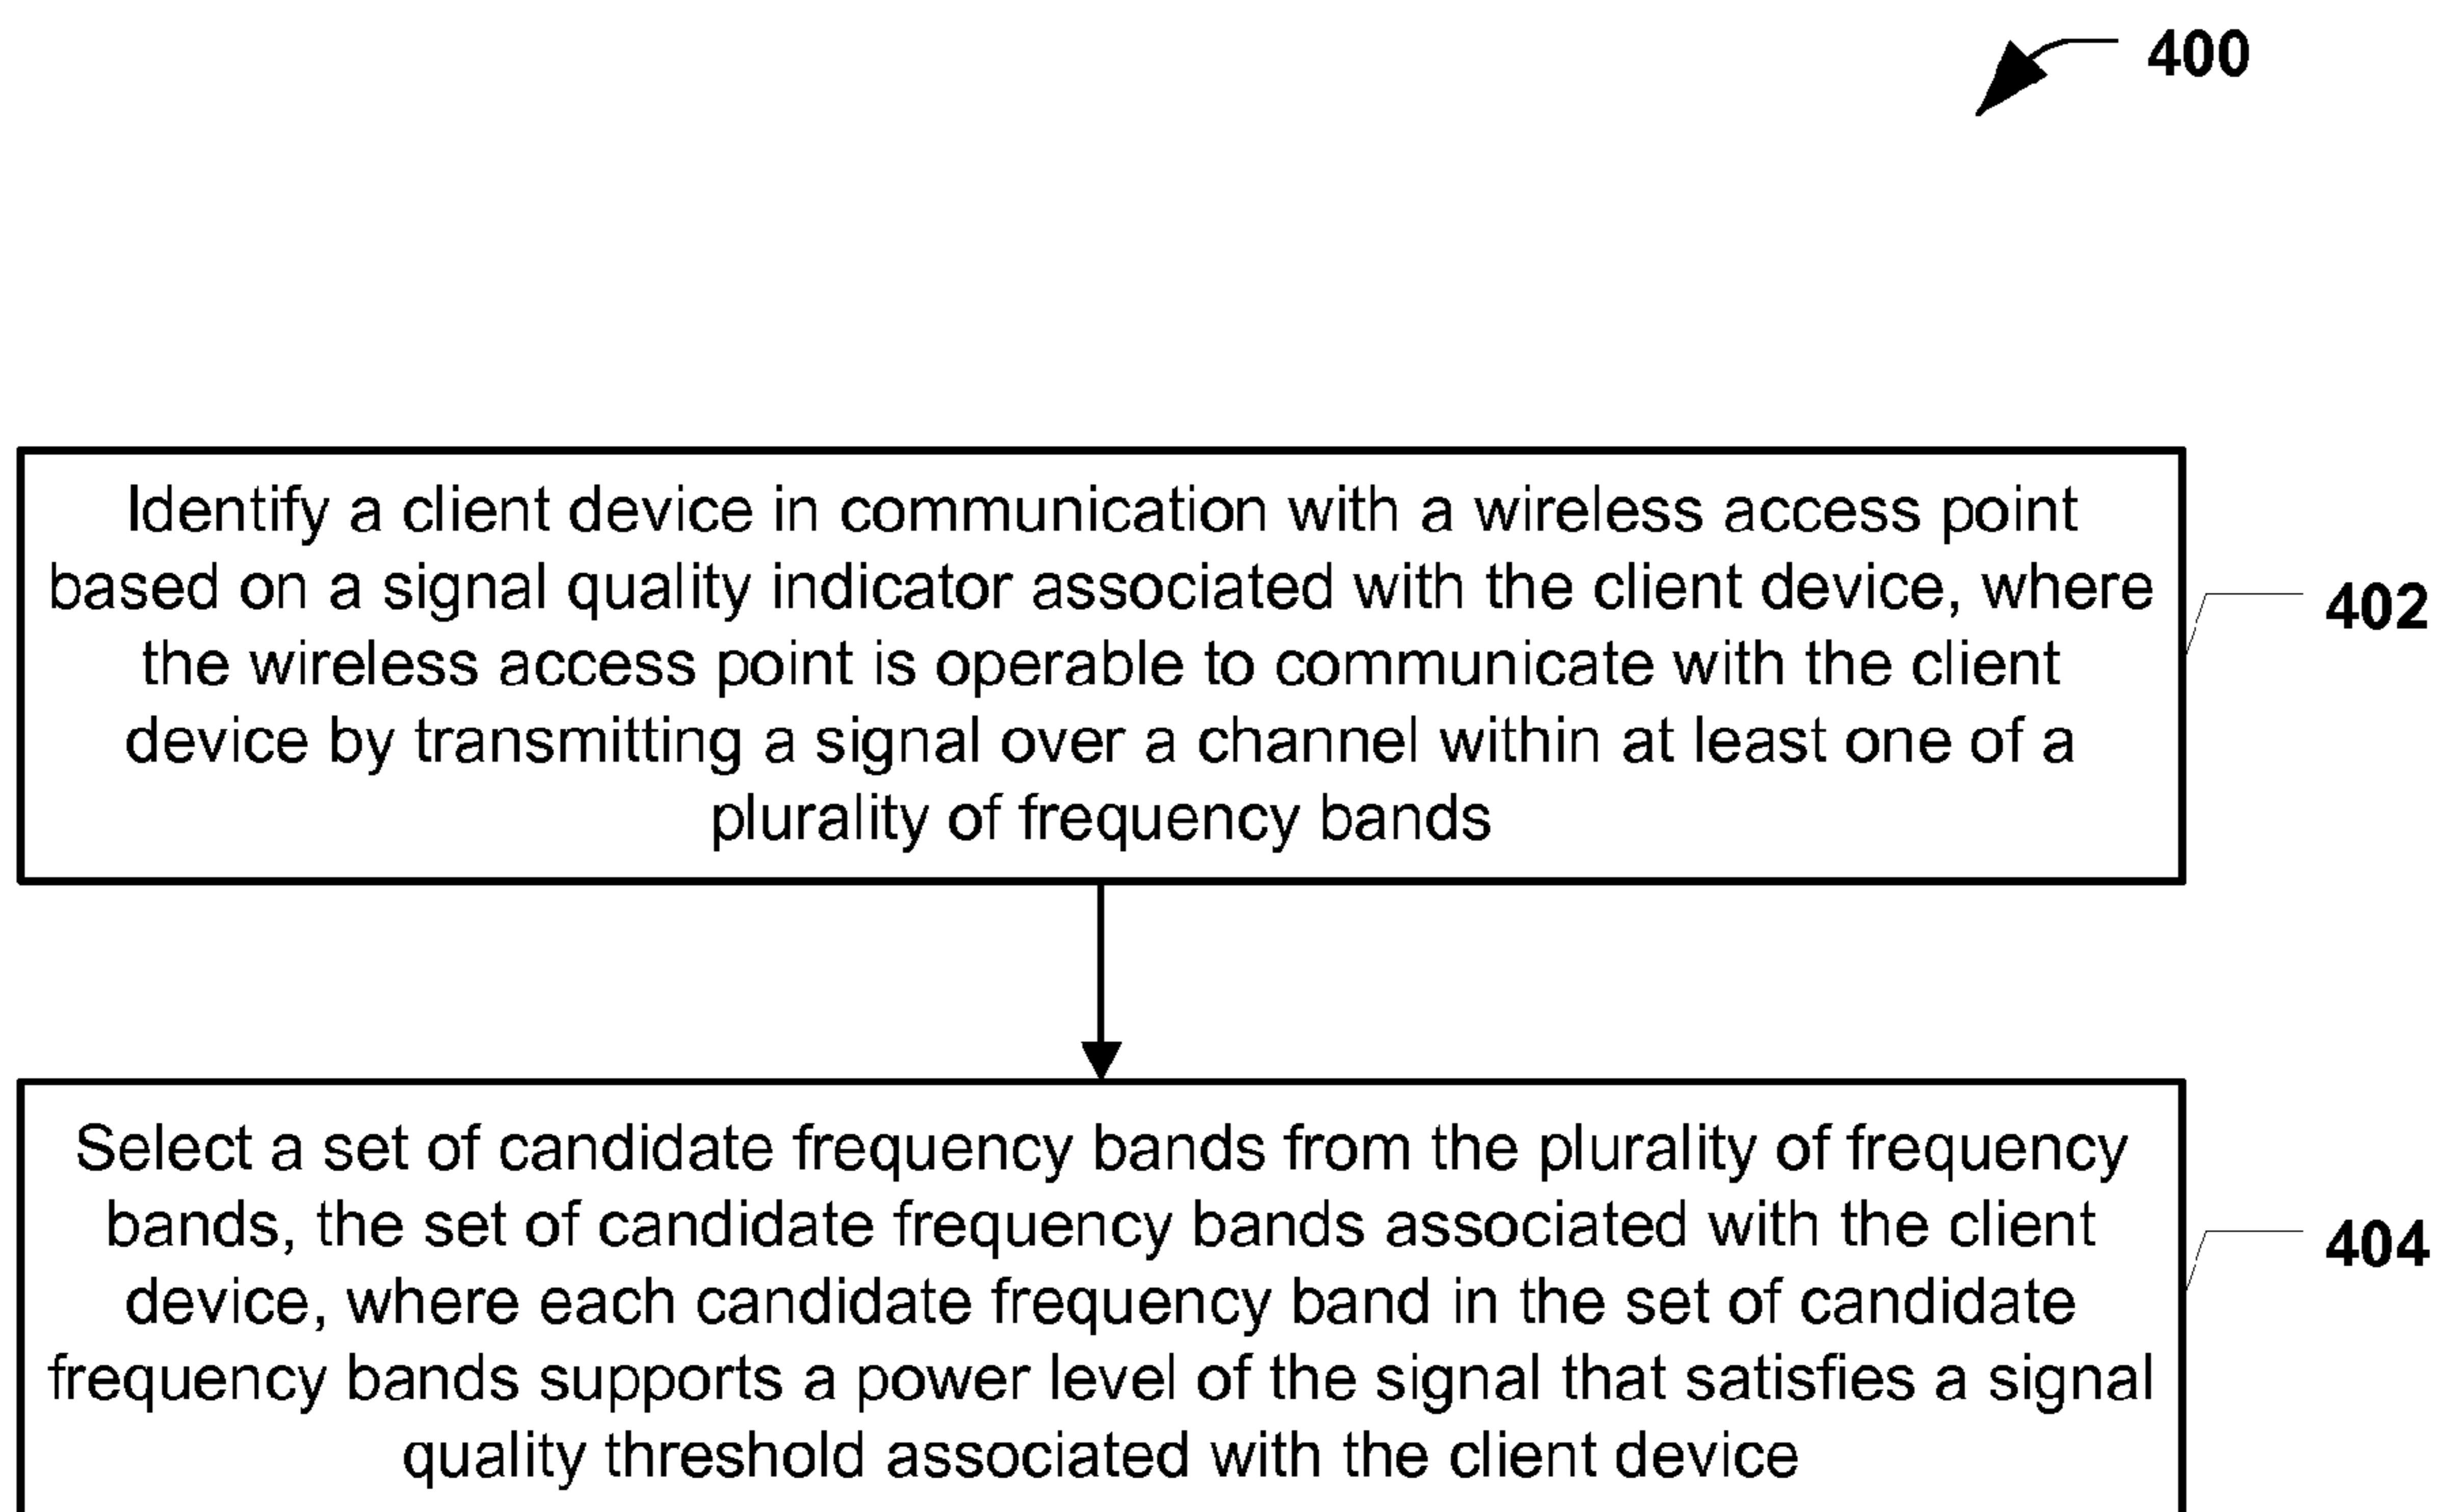 400
Identify a client device in communication with a wireless access point
based on a signal quality indicator associated with the client device, where
the wireless access point is operable to communicate with the client
device by transmitting a signal over a channel within at least one of a
plurality of frequency bands
402
Select a set of candidate frequency bands from the plurality of frequency
bands, the set of candidate frequency bands associated with the client
device, where each candidate frequency band in the set of candidate
frequency bands supports a power level of the signal that satisfies a signal
quality threshold associated with the client device
404